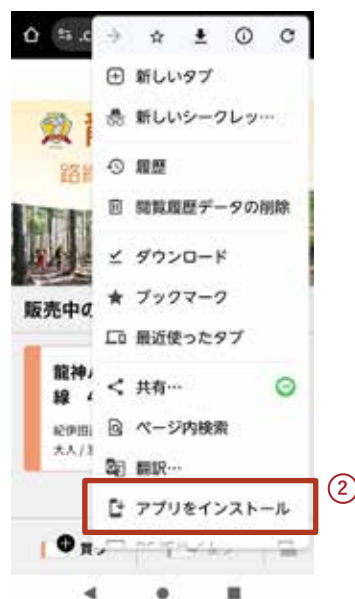 新しいタブ
新しいシークレッ…
履歴
閲覧履歴データの削除
ダウンロード
ブックマーク
最近使ったタブ
共有…
ページ内検索
翻訳…
アプリをインストール
②
路
販売中の
龍神
線 4
紀伊田
大人/
買